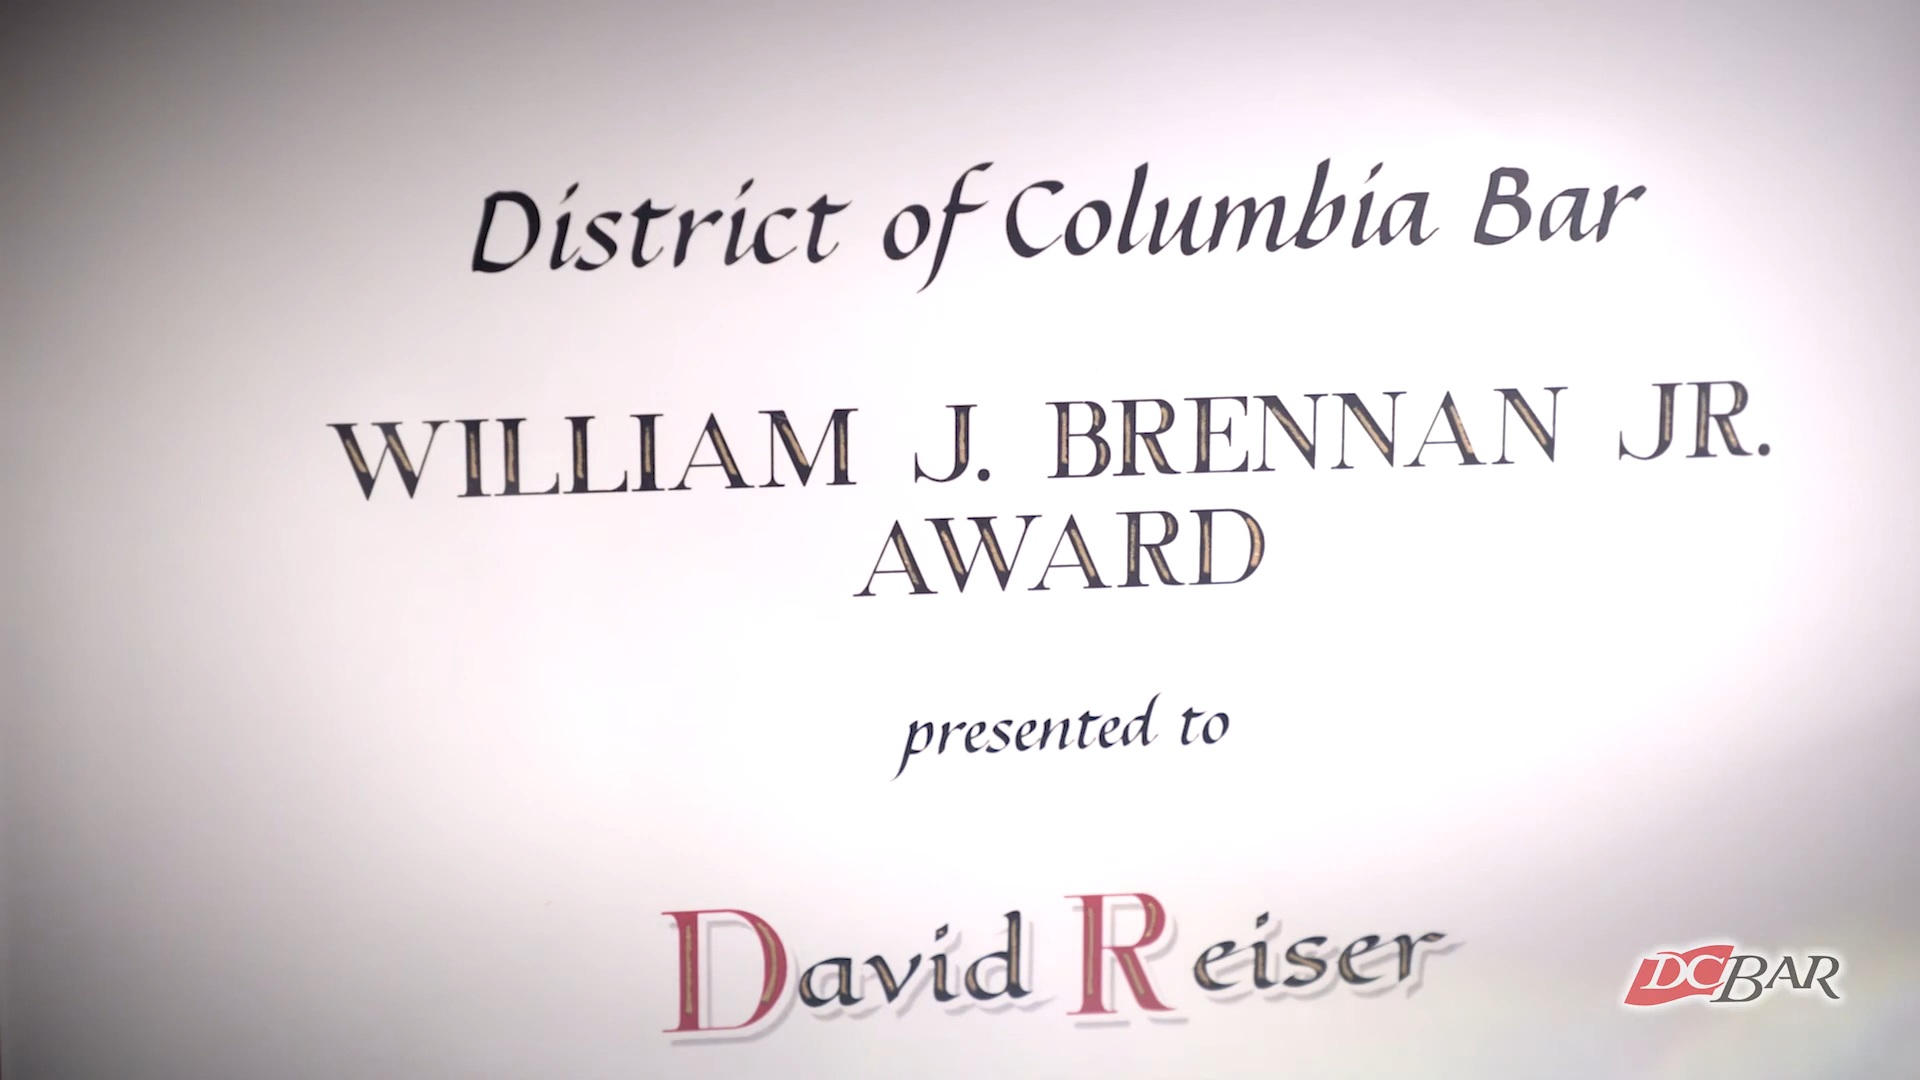 District of Columbia Bar
WILLIAM J. BRENNAN JR.
AWARD
presented to
David Reiser
DCBAR